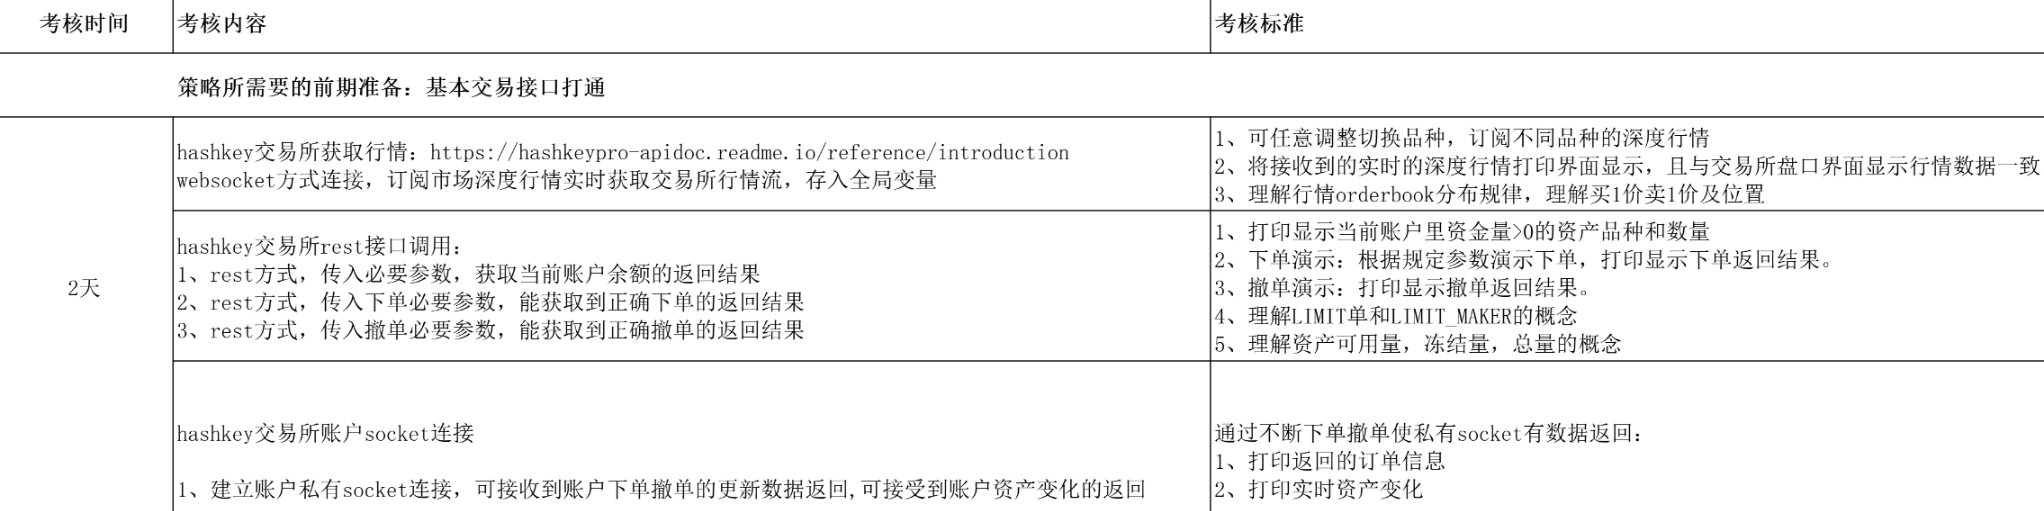 考核时间
考核内容
考核标准
策略所需要的前期准备：基本交易接口打通
2天
hashkey交易所获取行情：https://hashkeypro-apidoc.readme.io/reference/introduction
websocket方式连接，订阅市场深度行情实时获取交易所行情流，存入全局变量
1、可任意调整切换品种，订阅不同品种的深度行情
2、将接收到的实时的深度行情打印界面显示，且与交易所盘口界面显示行情数据一致
3、理解行情orderbook分布规律，理解买1价卖1价及位置
hashkey交易所rest接口调用：
1、rest方式，传入必要参数，获取当前账户余额的返回结果
2、rest方式，传入下单必要参数，能获取到正确下单的返回结果
3、rest方式，传入撤单必要参数，能获取到正确撤单的返回结果
1、打印显示当前账户里资金量>0的资产品种和数量
2、下单演示：根据规定参数演示下单，打印显示下单返回结果。
3、撤单演示：打印显示撤单返回结果。
4、理解LIMIT单和LIMIT_MAKER的概念
5、理解资产可用量，冻结量，总量的概念
hashkey交易所账户socket连接
1、建立账户私有socket连接，可接收到账户下单撤单的更新数据返回,可接受到账户资产变化的返回
通过不断下单撤单使私有socket有数据返回：
1、打印返回的订单信息
2、打印实时资产变化